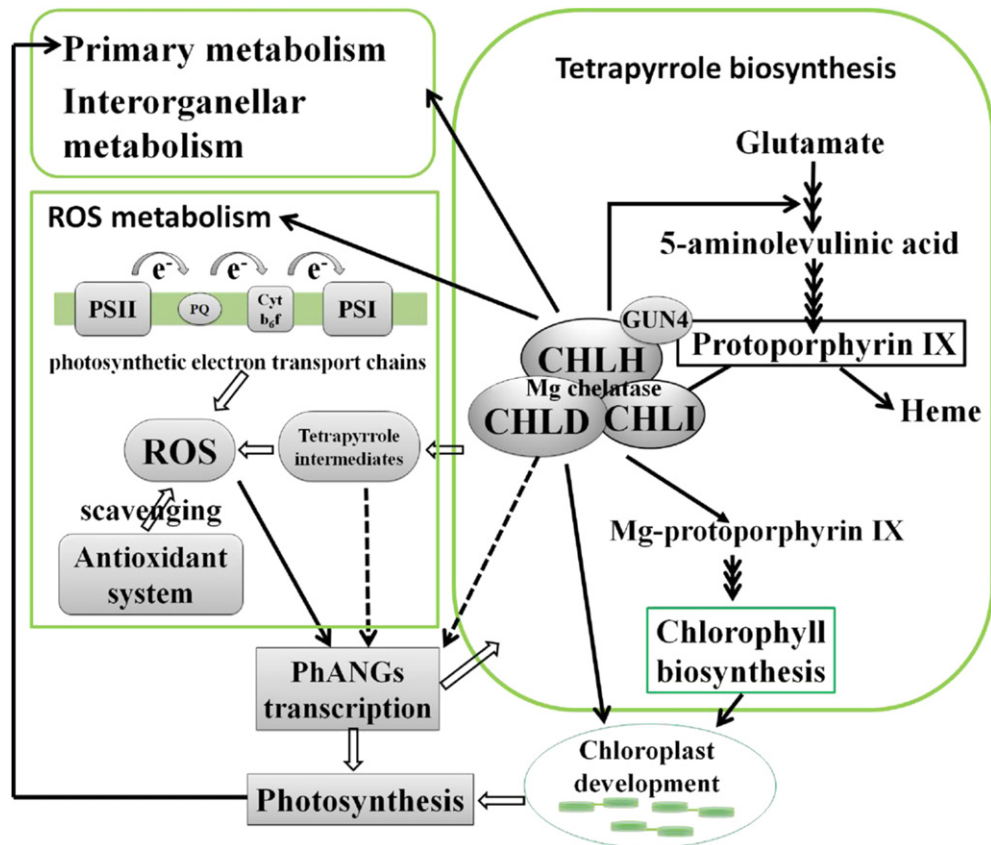 Primary metabolism
Interorganellar
metabolism
Tetrapyrrole biosynthesis
Glutamate
5-aminolevulinic acid
GUN4
Protoporphyrin IX
CHLH
Mg chelatase
CHLD
CHLI
Heme
ROS metabolism
e-
e-
e-
PSII
PQ
Cyt
b6f
PSI
photosynthetic electron transport chains
ROS
Tetrapyrrole
intermediates
scavenging
Antioxidant
system
Mg-protoporphyrin IX
Chlorophyll
biosynthesis
PhANGs
transcription
Chloroplast
development
Photosynthesis